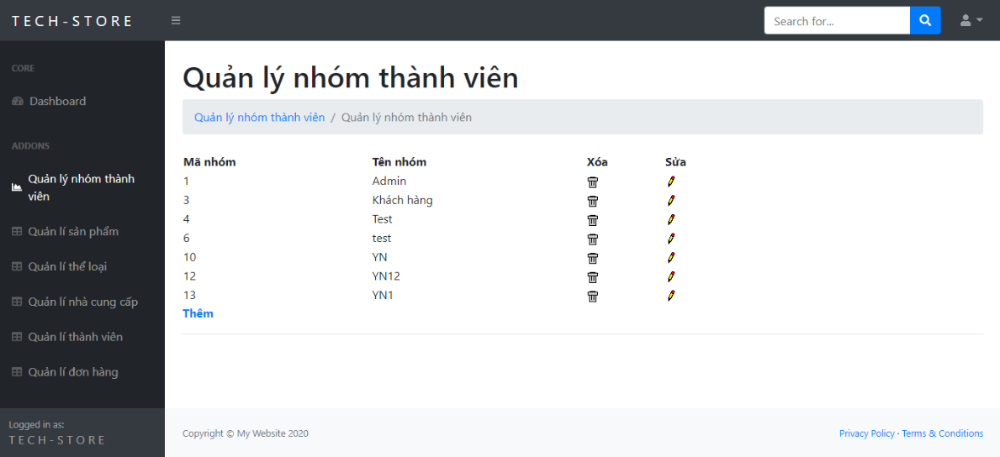 TECH-STORE
Search for...
CORE
Dashboard
ADDONS
Quản lý nhóm thành
viên
Quản lí sản phẩm
Quản lí thể loại
Quản lí nhà cung cấp
Quản lí thành viên
Quản lí đơn hàng
Logged in as:
TECH-STORE
Quản lý nhóm thành viên
Quản lý nhóm thành viên / Quản lý nhóm thành viên
Mã nhóm Tên nhóm Xóa Sửa
1 Admin
3 Khách hàng
4 Test
6 test
10 YN
12 YN12
13 YN1
Thêm
Copyright © My Website 2020
Privacy Policy · Terms & Conditions